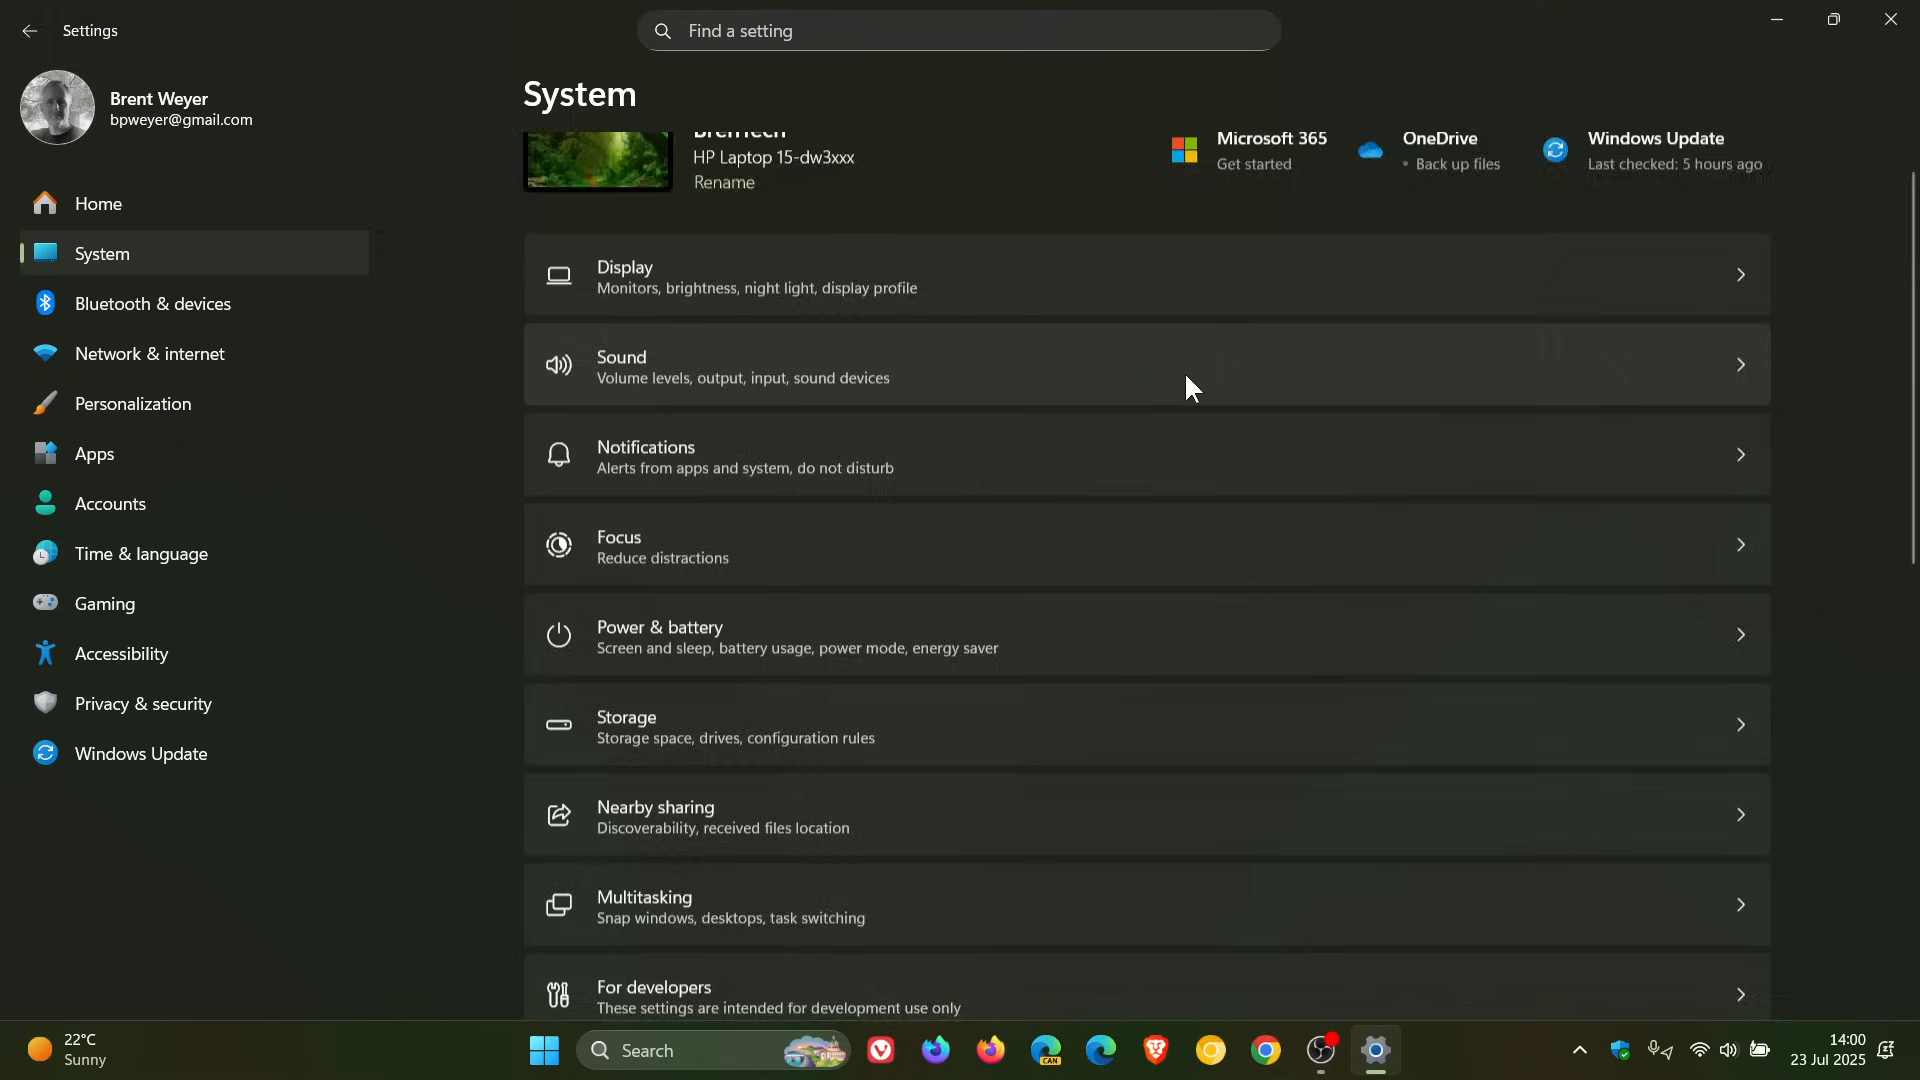 Settings
Find a setting
Brent Weyer
bpweyer@gmail.com
Home
System
Bluetooth & devices
Network & internet
Personalization
Apps
Accounts
Time & language
Gaming
Accessibility
Privacy & security
Windows Update
System
HP Laptop 15-dw3xxx
Rename
Microsoft 365
Get started
OneDrive
• Back up files
Windows Update
Last checked: 5 hours ago
Display
Monitors, brightness, night light, display profile
Sound
Volume levels, output, input, sound devices
Notifications
Alerts from apps and system, do not disturb
Focus
Reduce distractions
Power & battery
Screen and sleep, battery usage, power mode, energy saver
Storage
Storage space, drives, configuration rules
Nearby sharing
Discoverability, received files location
Multitasking
Snap windows, desktops, task switching
For developers
These settings are intended for development use only
22°C
Sunny
Search
CAN
14:00
23 Jul 2025